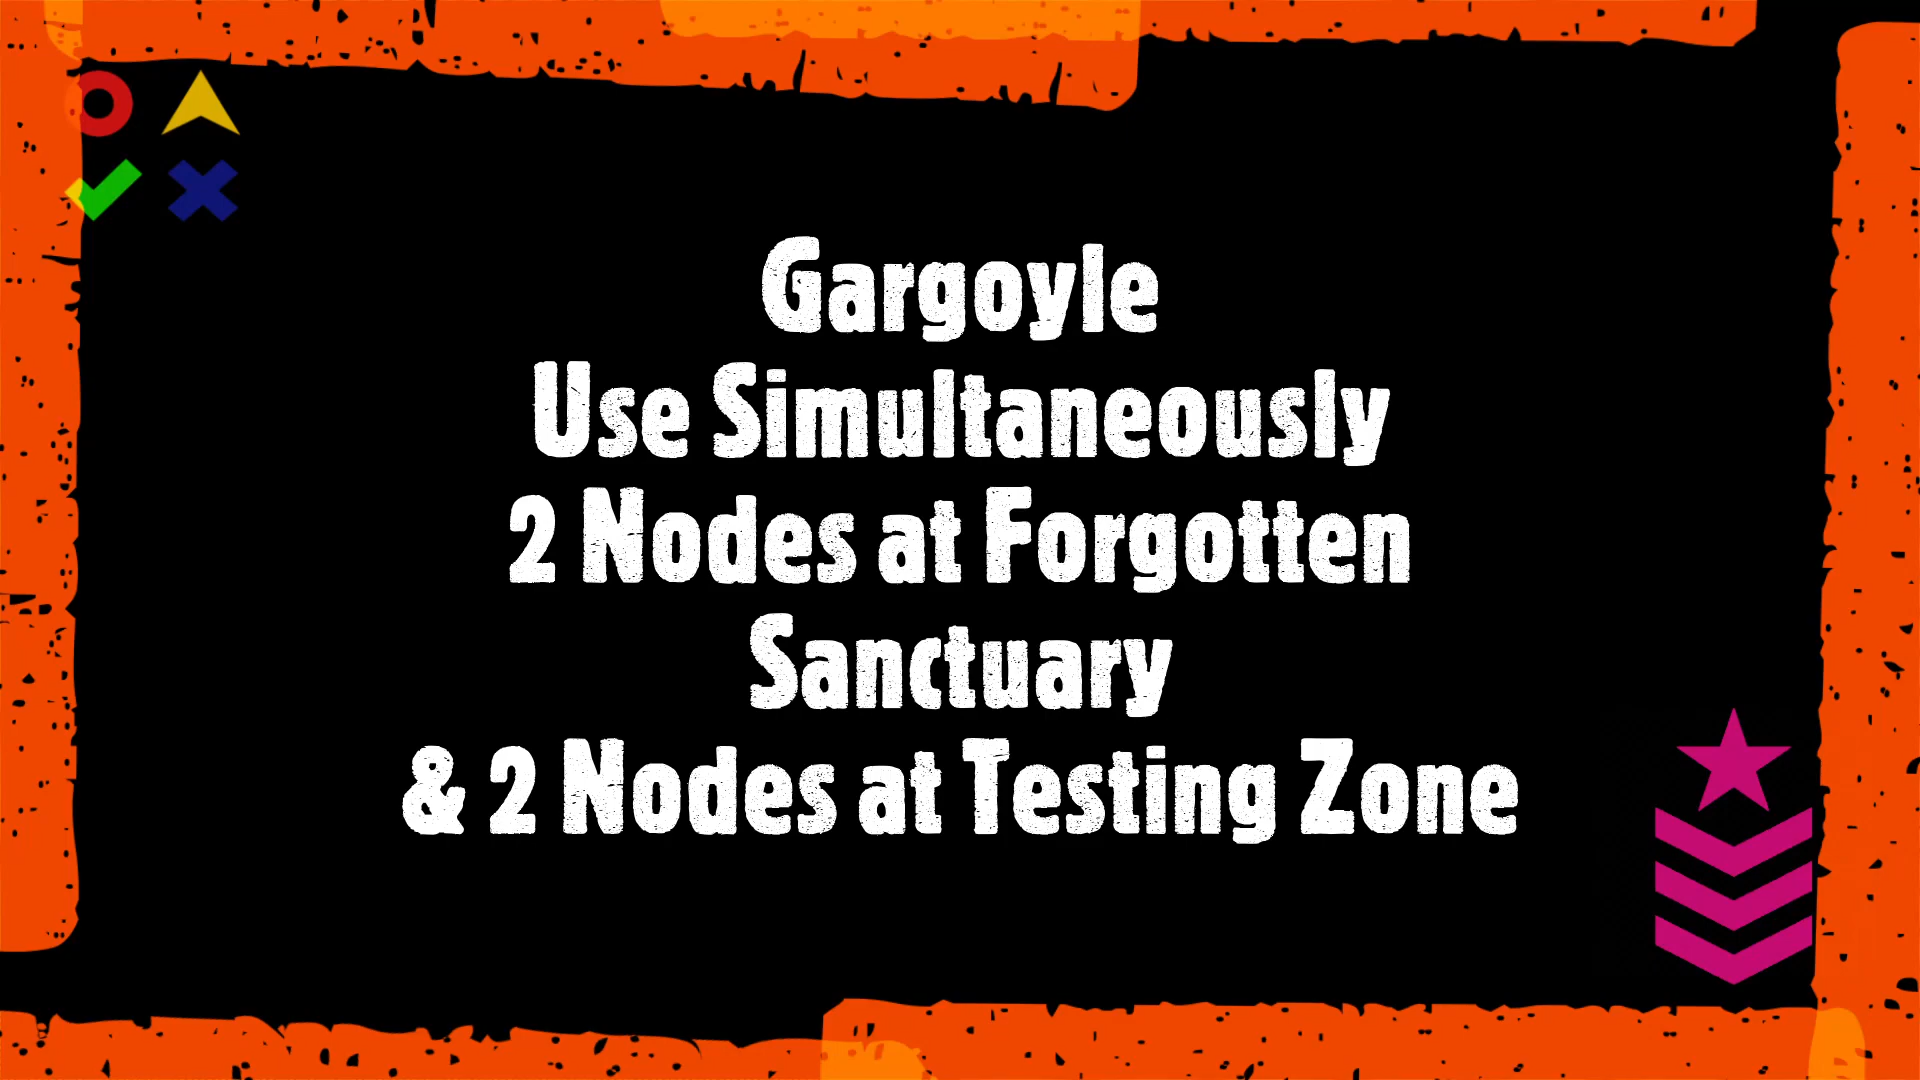 Gargoyle
Use Simultaneously
2 Nodes at Forgotten
Sanctuary
& 2 Nodes at Testing Zone